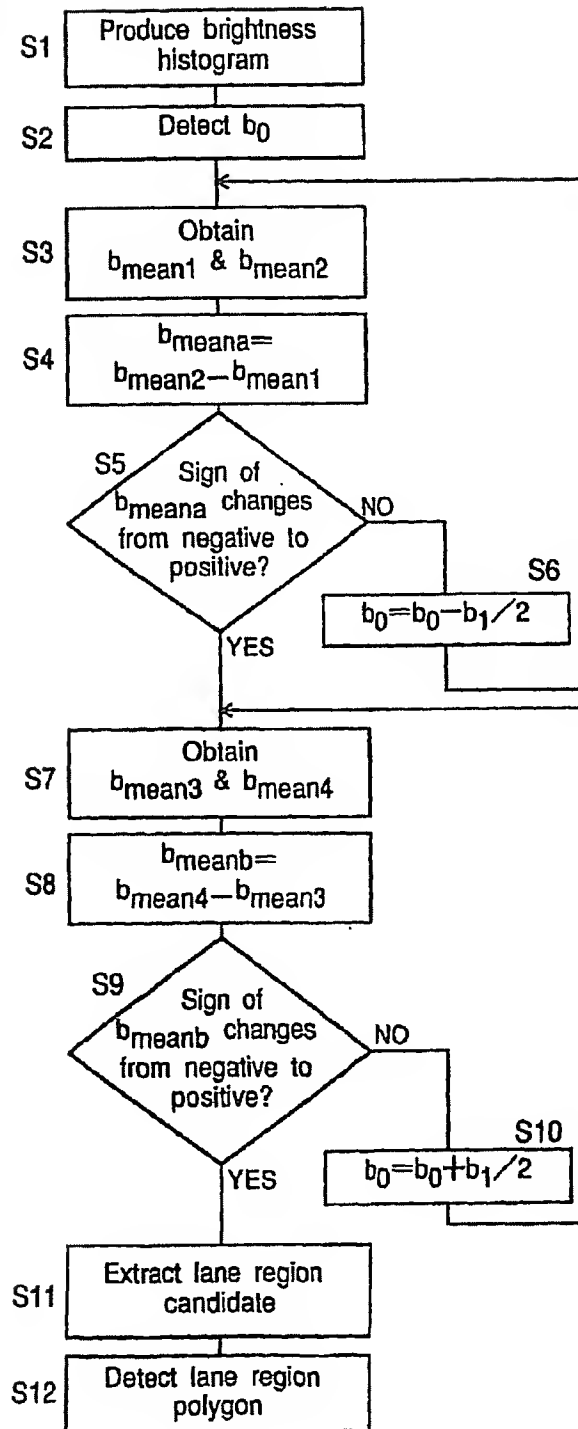 S1
Produce brightness
histogram
S2
Detect b0
S3
Obtain
bmean1 & bmean2
S4
bmeana=
bmean2−bmean1
S5
Sign of
bmeana changes
from negative to
positive?
NO
S6
b0=b0−b1/2
YES
S7
Obtain
bmean3 & bmean4
S8
bmeanb=
bmean4−bmean3
S9
Sign of
bmeanb changes
from negative to
positive?
NO
S10
b0=b0+b1/2
YES
S11
Extract lane region
candidate
S12
Detect lane region
polygon